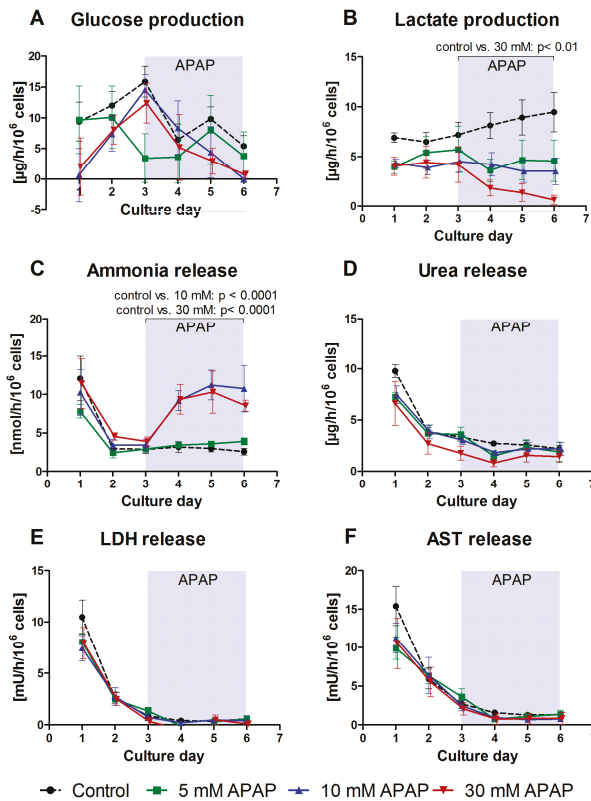 A Glucose production
APAP
[µg/h/10⁶ cells]
20
15
10
5
0
-5
1 2 3 4 5 6 7
Culture day
B Lactate production
control vs. 30 mM: p< 0.01
APAP
[µg/h/10⁶ cells]
15
10
5
0
0 1 2 3 4 5 6 7
Culture day
C Ammonia release
control vs. 10 mM: p < 0.0001
control vs. 30 mM: p < 0.0001
APAP
[nmol/h/10⁶ cells]
20
15
10
5
0
0 1 2 3 4 5 6 7
Culture day
D Urea release
APAP
[µg/h/10⁶ cells]
15
10
5
0
0 1 2 3 4 5 6 7
Culture day
E LDH release
APAP
[mU/h/10⁶ cells]
15
10
5
0
0 1 2 3 4 5 6 7
Culture day
F AST release
APAP
[mU/h/10⁶ cells]
20
15
10
5
0
0 1 2 3 4 5 6 7
Culture day
Control 5 mM APAP 10 mM APAP 30 mM APAP